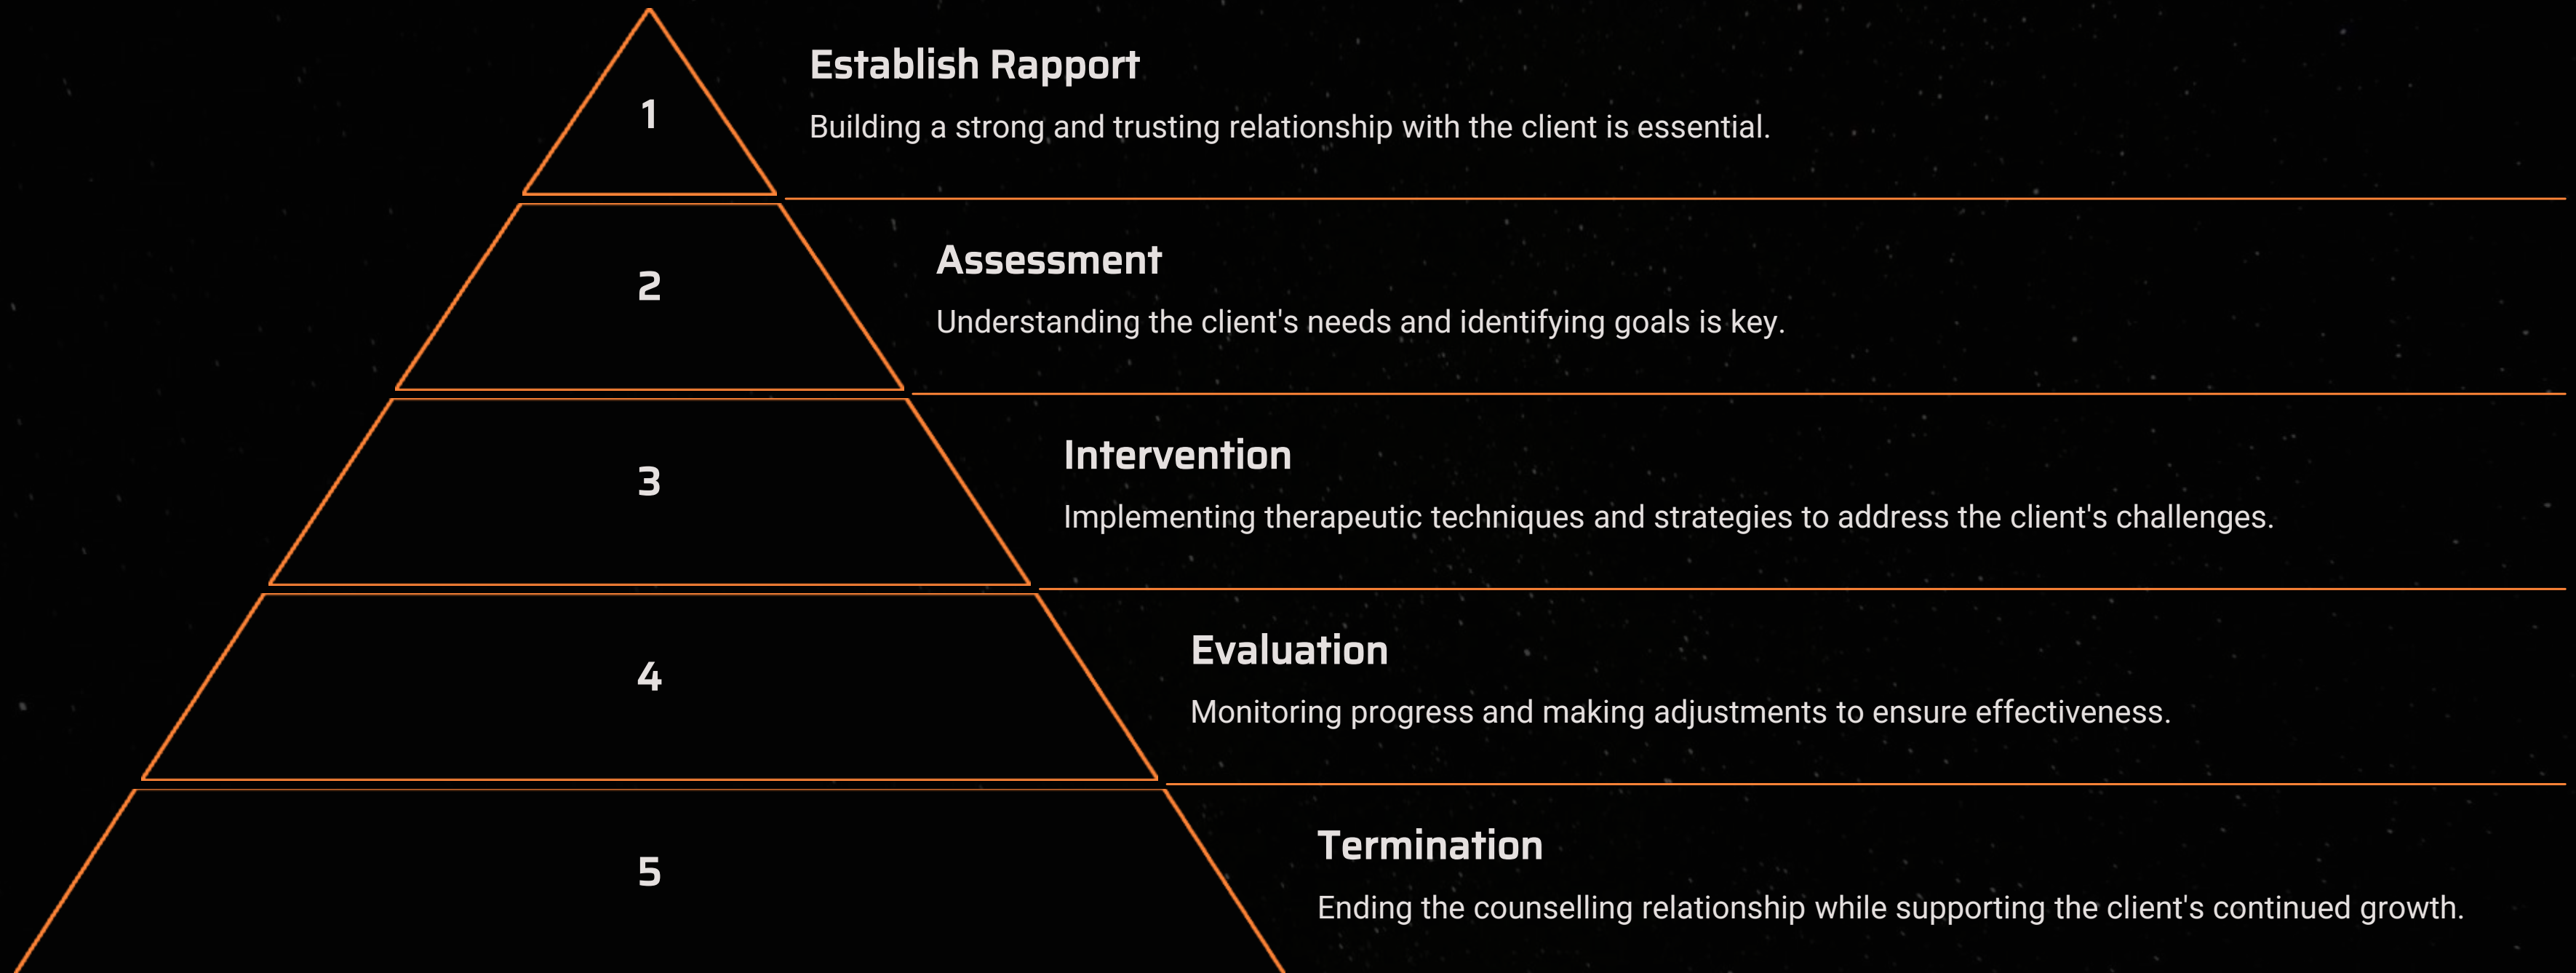 1
Establish Rapport
Building a strong and trusting relationship with the client is essential.
2
Assessment
Understanding the client's needs and identifying goals is key.
3
Intervention
Implementing therapeutic techniques and strategies to address the client's challenges.
4
Evaluation
Monitoring progress and making adjustments to ensure effectiveness.
5
Termination
Ending the counselling relationship while supporting the client's continued growth.